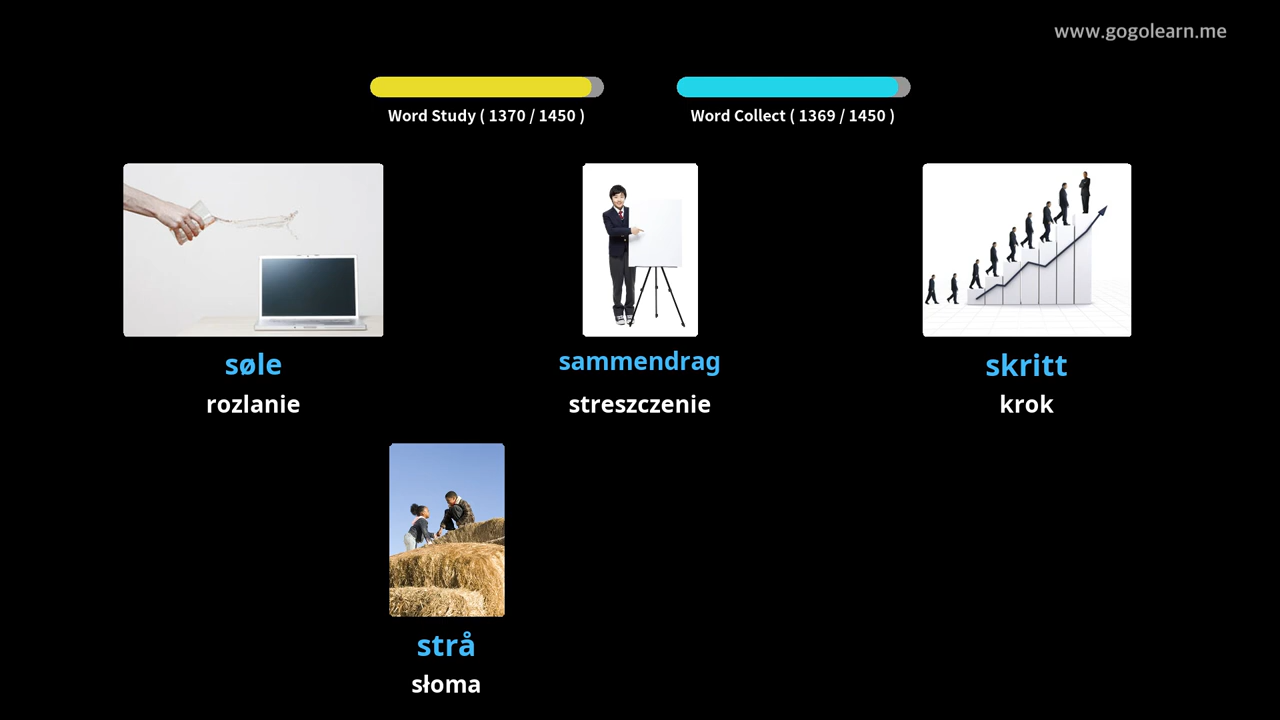 www.gogolearn.me
Word Study ( 1370 / 1450 )
Word Collect ( 1369 / 1450 )
søle
sammendrag
skritt
rozlanie
streszczenie
krok
strå
słoma